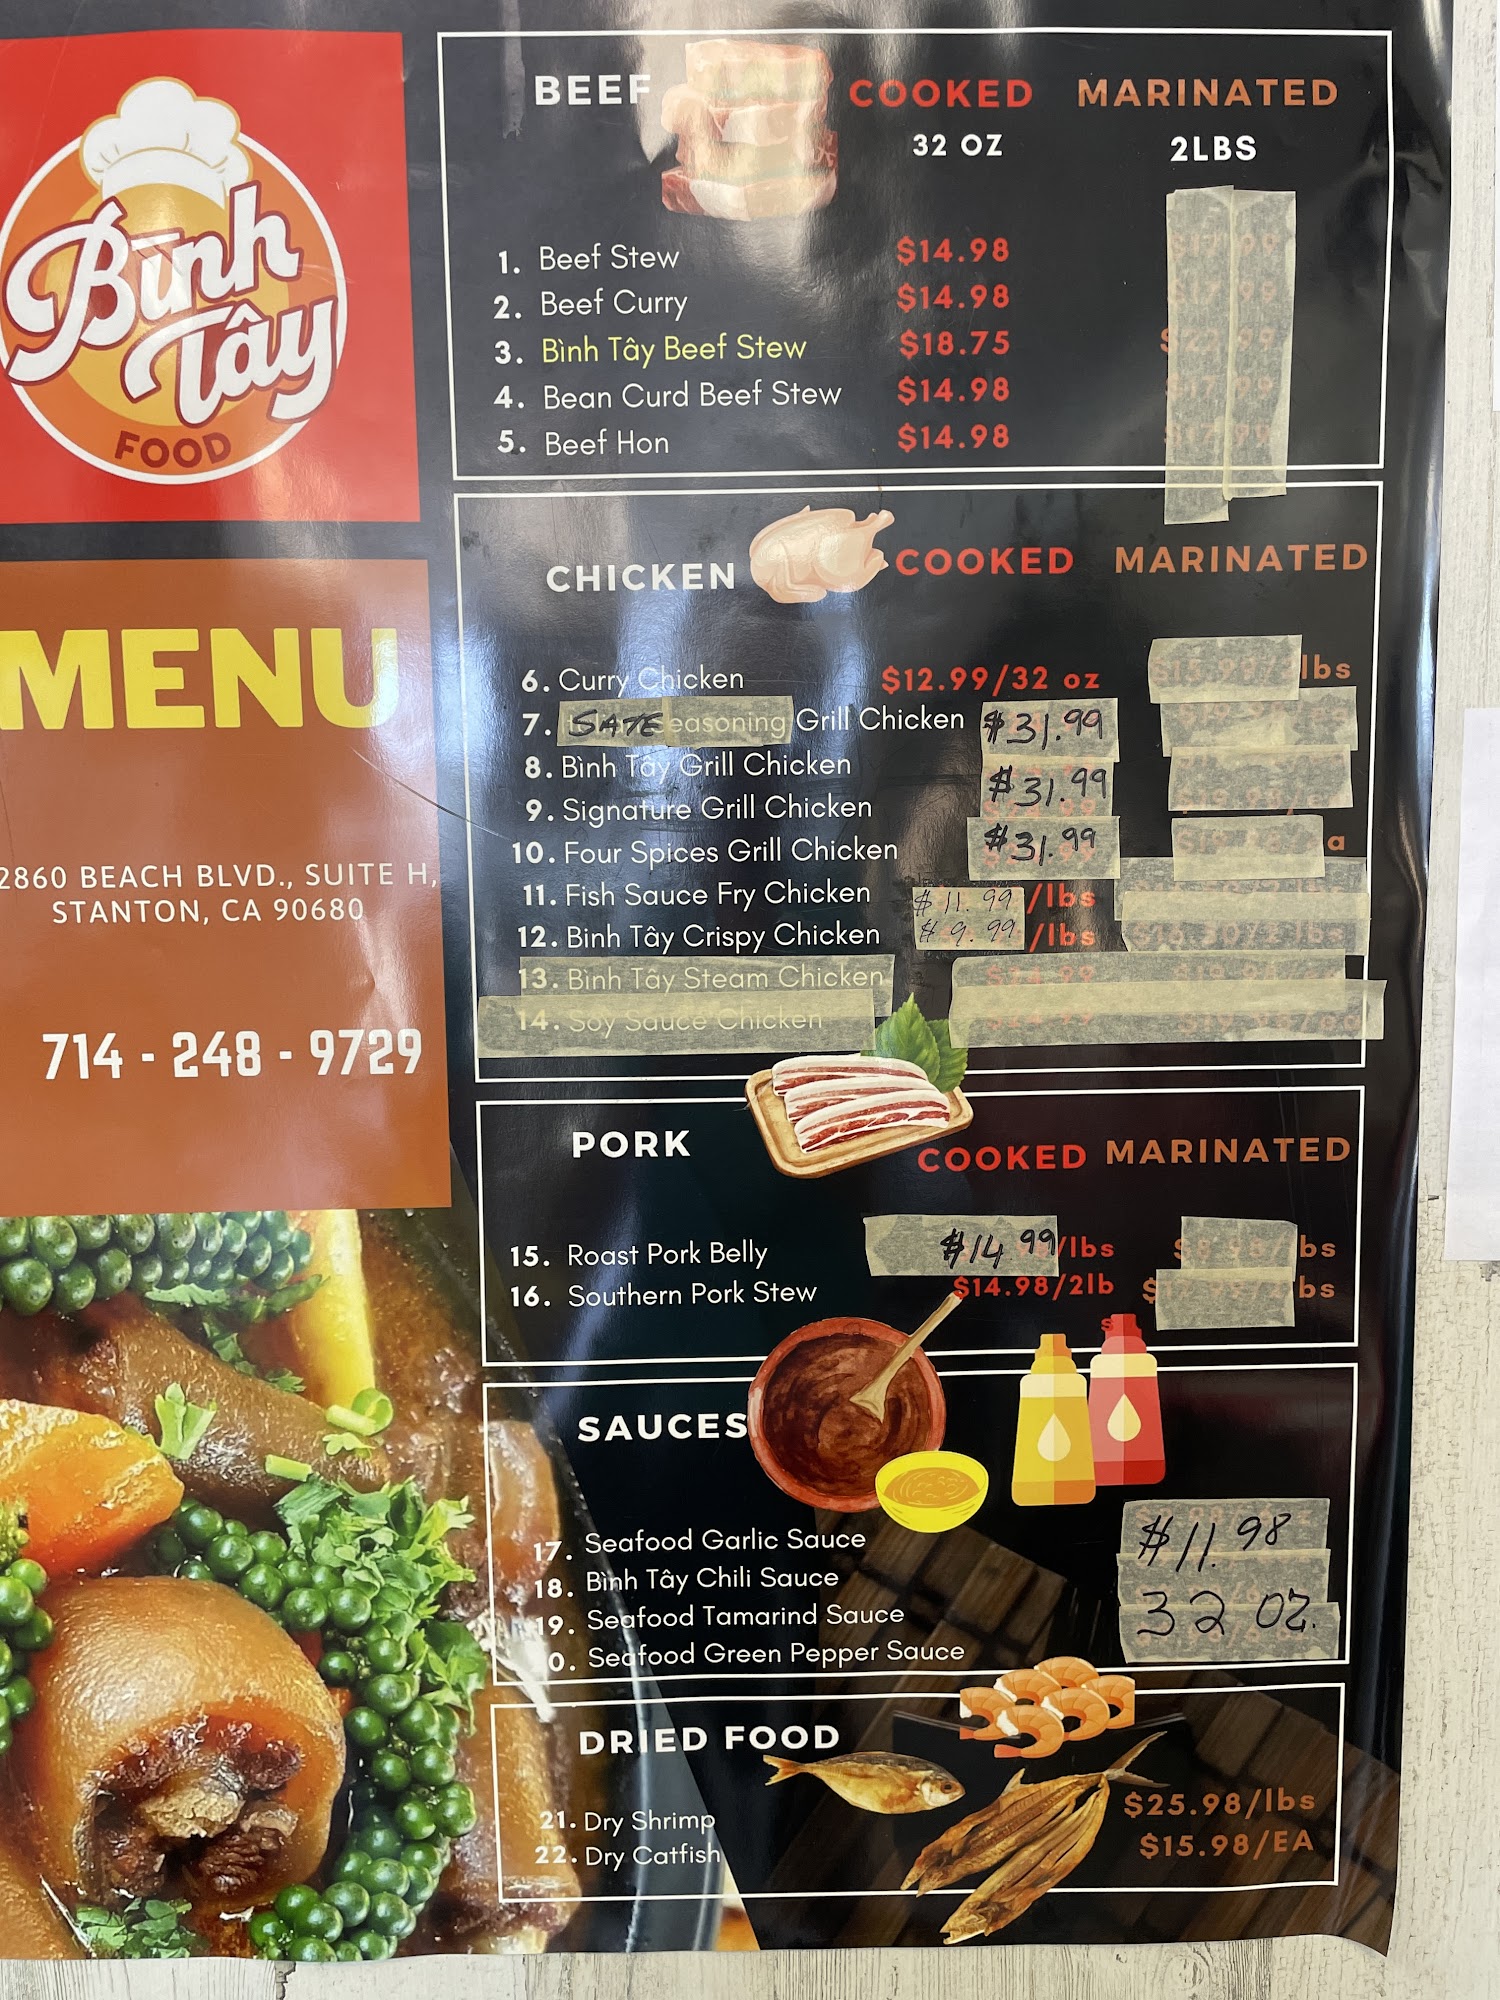 Bình Tây
FOOD
MENU
2860 BEACH BLVD., SUITE H,
STANTON, CA 90680
714 - 248 - 9729
BEEF COOKED MARINATED
32 OZ 2LBS
1. Beef Stew $14.98
2. Beef Curry $14.98
3. Bình Tây Beef Stew $18.75
4. Bean Curd Beef Stew $14.98
5. Beef Hon $14.98
CHICKEN COOKED MARINATED
6. Curry Chicken $12.99/32 oz lbs
7. SATE Seasoning Grill Chicken $31.99
8. Bình Tây Grill Chicken $31.99
9. Signature Grill Chicken
10. Four Spices Grill Chicken $31.99
11. Fish Sauce Fry Chicken $11.99/lbs
12. Bình Tây Crispy Chicken $9.99/lbs
13. Bình Tây Steam Chicken
14. Soy Sauce Chicken
PORK COOKED MARINATED
15. Roast Pork Belly $14.99/lbs
16. Southern Pork Stew $14.98/2lb
s
SAUCES
17. Seafood Garlic Sauce $11.98
18. Bình Tây Chili Sauce
19. Seafood Tamarind Sauce 32 oz.
0. Seafood Green Pepper Sauce
DRIED FOOD
21. Dry Shrimp $25.98/lbs
22. Dry Catfish $15.98/EA